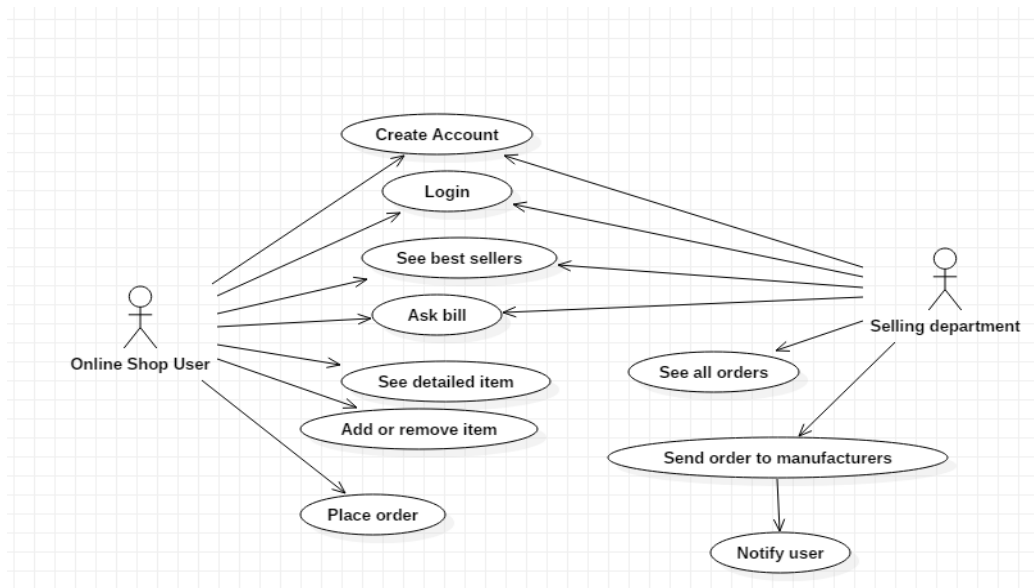 Create Account
Login
See best sellers
Ask bill
Selling department
Online Shop User
See all orders
See detailed item
Add or remove item
Send order to manufacturers
Place order
Notify user